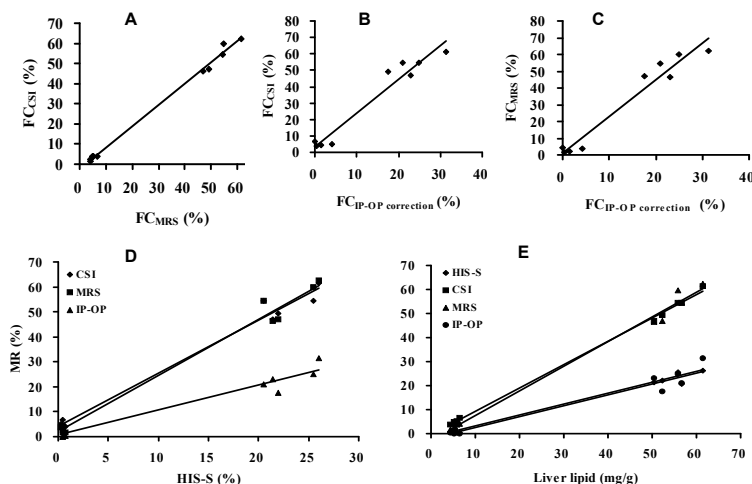 A
70
60
50
40
30
20
10
0
0 10 20 30 40 50 60
FC_CSI (%)
FC_MRS (%)
B
80
70
60
50
40
30
20
10
0
0 10 20 30 40
FC_CSI (%)
FC_IP-OP correction (%)
C
80
70
60
50
40
30
20
10
0
0 10 20 30 40
FC_MRS (%)
FC_IP-OP correction (%)
D
CSI
MRS
IP-OP
70
60
50
40
30
20
10
0
0 5 10 15 20 25 30
MR (%)
HIS-S (%)
E
HIS-S
CSI
MRS
IP-OP
70
60
50
40
30
20
10
0
0 10 20 30 40 50 60 70
Liver lipid (mg/g)